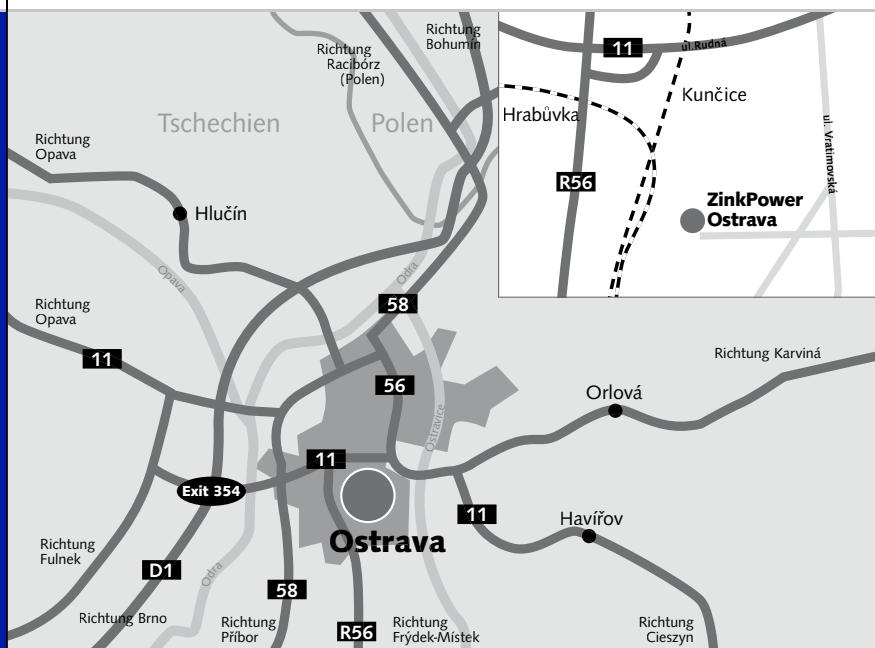 Richtung
Bohumín
Richtung
Racibórz
(Polen)
11
ul.Rudná
Kunčice
Hrabůvka
ul. Vratimovská
R56
ZinkPower
Ostrava
Tschechien
Polen
Richtung
Opava
Hlučín
Opava
Odra
58
Richtung
Opava
11
Richtung Karviná
56
Orlová
Ostravice
11
Exit 354
11
Havířov
Ostrava
Richtung
Fulnek
D1
Odra
58
Richtung Brno
Richtung
Příbor
R56
Richtung
Frýdek-Místek
Richtung
Cieszyn